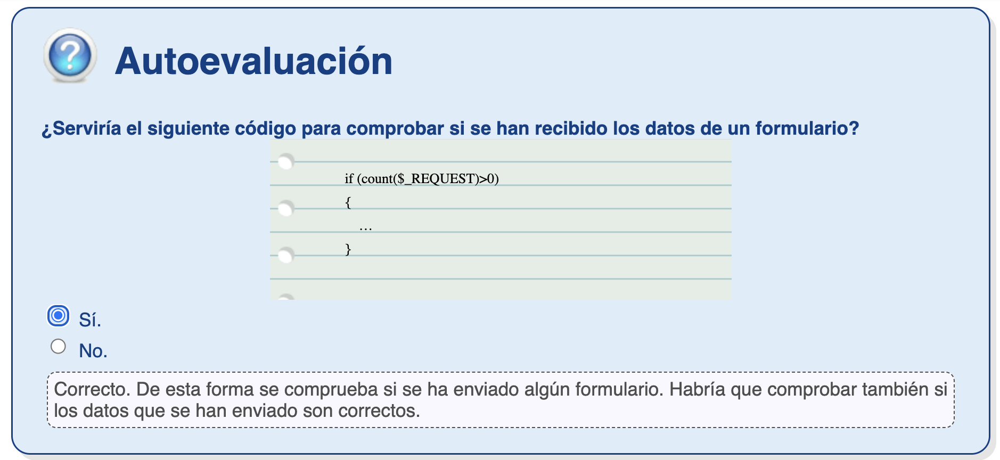 Autoevaluación
¿Serviría el siguiente código para comprobar si se han recibido los datos de un formulario?
if (count($_REQUEST)>0)
{
...
}
Sí.
No.
Correcto. De esta forma se comprueba si se ha enviado algún formulario. Habría que comprobar también si
los datos que se han enviado son correctos.